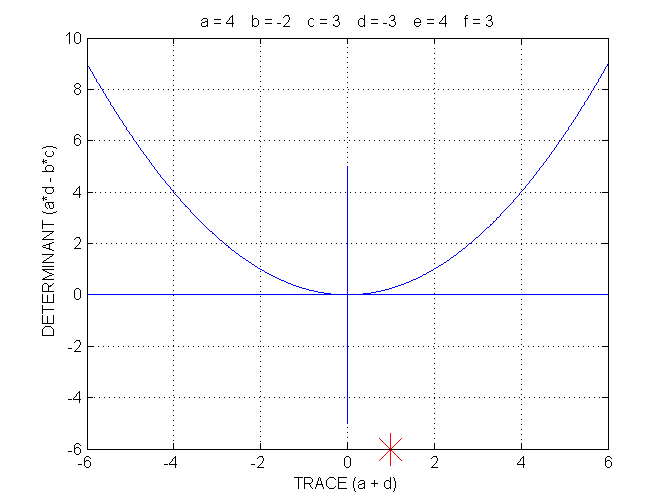 a = 4 b = -2 c = 3 d = -3 e = 4 f = 3
10
8
6
4
2
0
-2
-4
-6
DETERMINANT (a*d - b*c)
-6 -4 -2 0 2 4 6
TRACE (a + d)